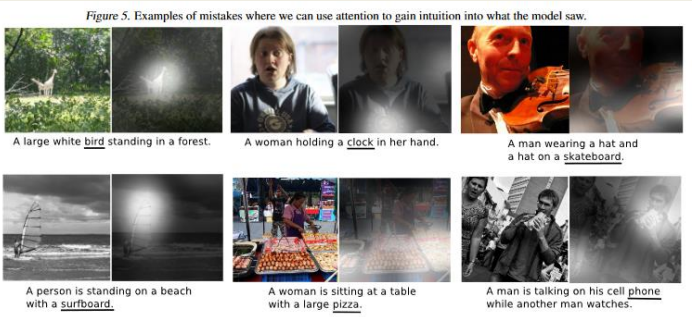 Figure 5. Examples of mistakes where we can use attention to gain intuition into what the model saw.
A large white bird standing in a forest.
A woman holding a clock in her hand.
A man wearing a hat and
a hat on a skateboard.
A person is standing on a beach
with a surfboard.
A woman is sitting at a table
with a large pizza.
A man is talking on his cell phone
while another man watches.